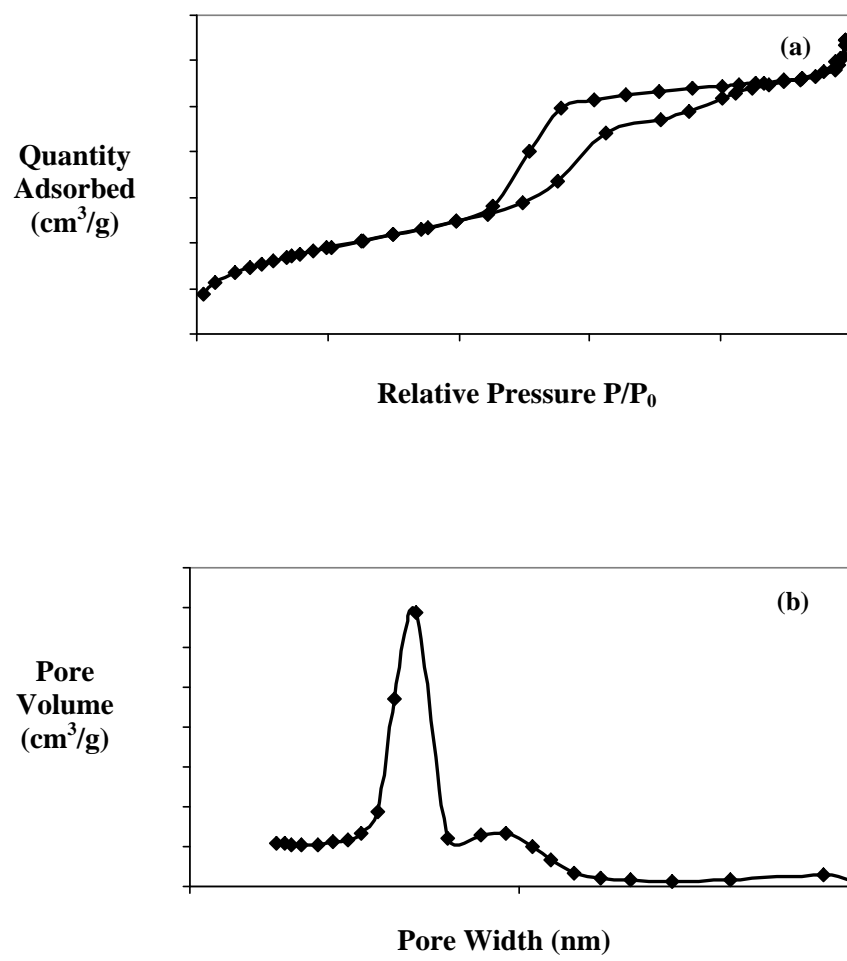 (a)
Quantity
Adsorbed
(cm³/g)
Relative Pressure P/P₀
(b)
Pore
Volume
(cm³/g)
Pore Width (nm)